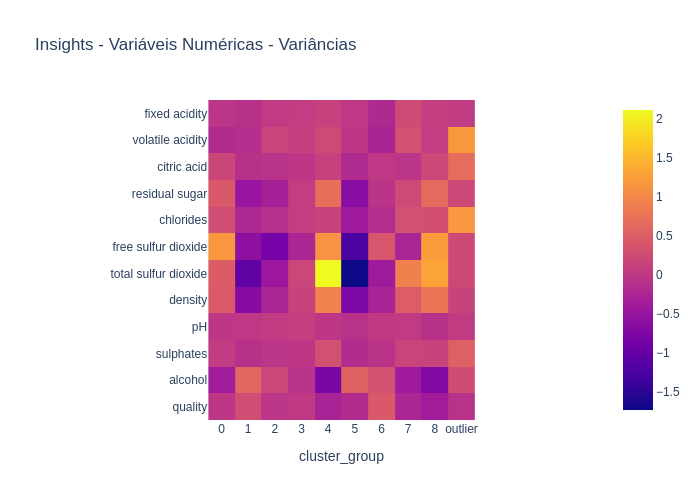 Insights - Variáveis Numéricas - Variâncias
fixed acidity
volatile acidity
citric acid
residual sugar
chlorides
free sulfur dioxide
total sulfur dioxide
density
pH
sulphates
alcohol
quality
0 1 2 3 4 5 6 7 8 outlier
cluster_group
2
1.5
1
0.5
0
−0.5
−1
−1.5